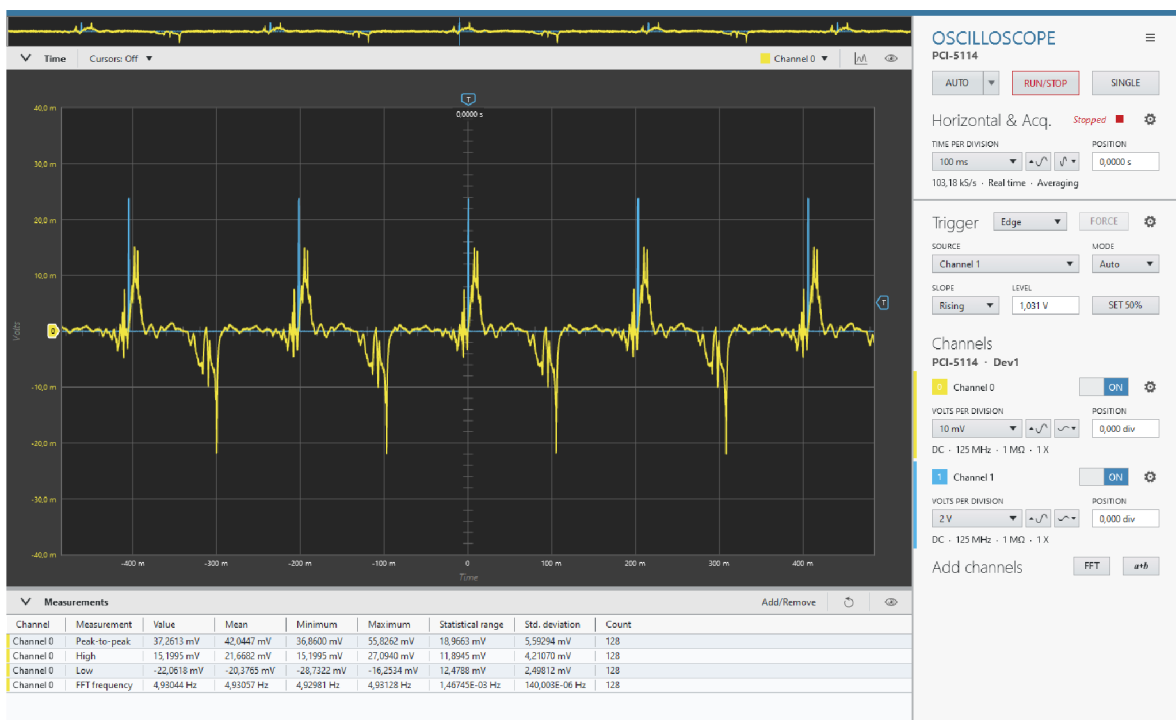 OSCILLOSCOPE
PCI-5114
AUTO RUN/STOP SINGLE
Horizontal & Acq. Stopped
TIME PER DIVISION POSITION
100 ms 0,0000 s
103,18 kS/s · Real time · Averaging
Trigger Edge FORCE
SOURCE MODE
Channel 1 Auto
SLOPE LEVEL
Rising 1,031 V SET 50%
Channels
PCI-5114 · Dev1
0 Channel 0 ON
VOLTS PER DIVISION POSITION
10 mV 0,000 div
DC · 125 MHz · 1 MΩ · 1 X
1 Channel 1 ON
VOLTS PER DIVISION POSITION
2 V 0,000 div
DC · 125 MHz · 1 MΩ · 1 X
Add channels FFT a+b
Time Cursors: Off Channel 0
T
0,0000 s
40,0 m
30,0 m
20,0 m
10,0 m
T
0
Volts
-10,0 m
-20,0 m
-30,0 m
-40,0 m
-400 m -300 m -200 m -100 m 0 100 m 200 m 300 m 400 m
Time
Measurements Add/Remove
Channel Measurement Value Mean Minimum Maximum Statistical range Std. deviation Count
Channel 0 Peak-to-peak 37,2613 mV 42,0447 mV 36,8600 mV 55,8262 mV 18,9663 mV 5,59294 mV 128
Channel 0 High 15,1995 mV 21,6682 mV 15,1995 mV 27,0940 mV 11,8945 mV 4,21070 mV 128
Channel 0 Low -22,0618 mV -20,3765 mV -28,7322 mV -16,2534 mV 12,4788 mV 2,49812 mV 128
Channel 0 FFT frequency 4,93044 Hz 4,93057 Hz 4,92981 Hz 4,93128 Hz 1,46745E-03 Hz 140,003E-06 Hz 128